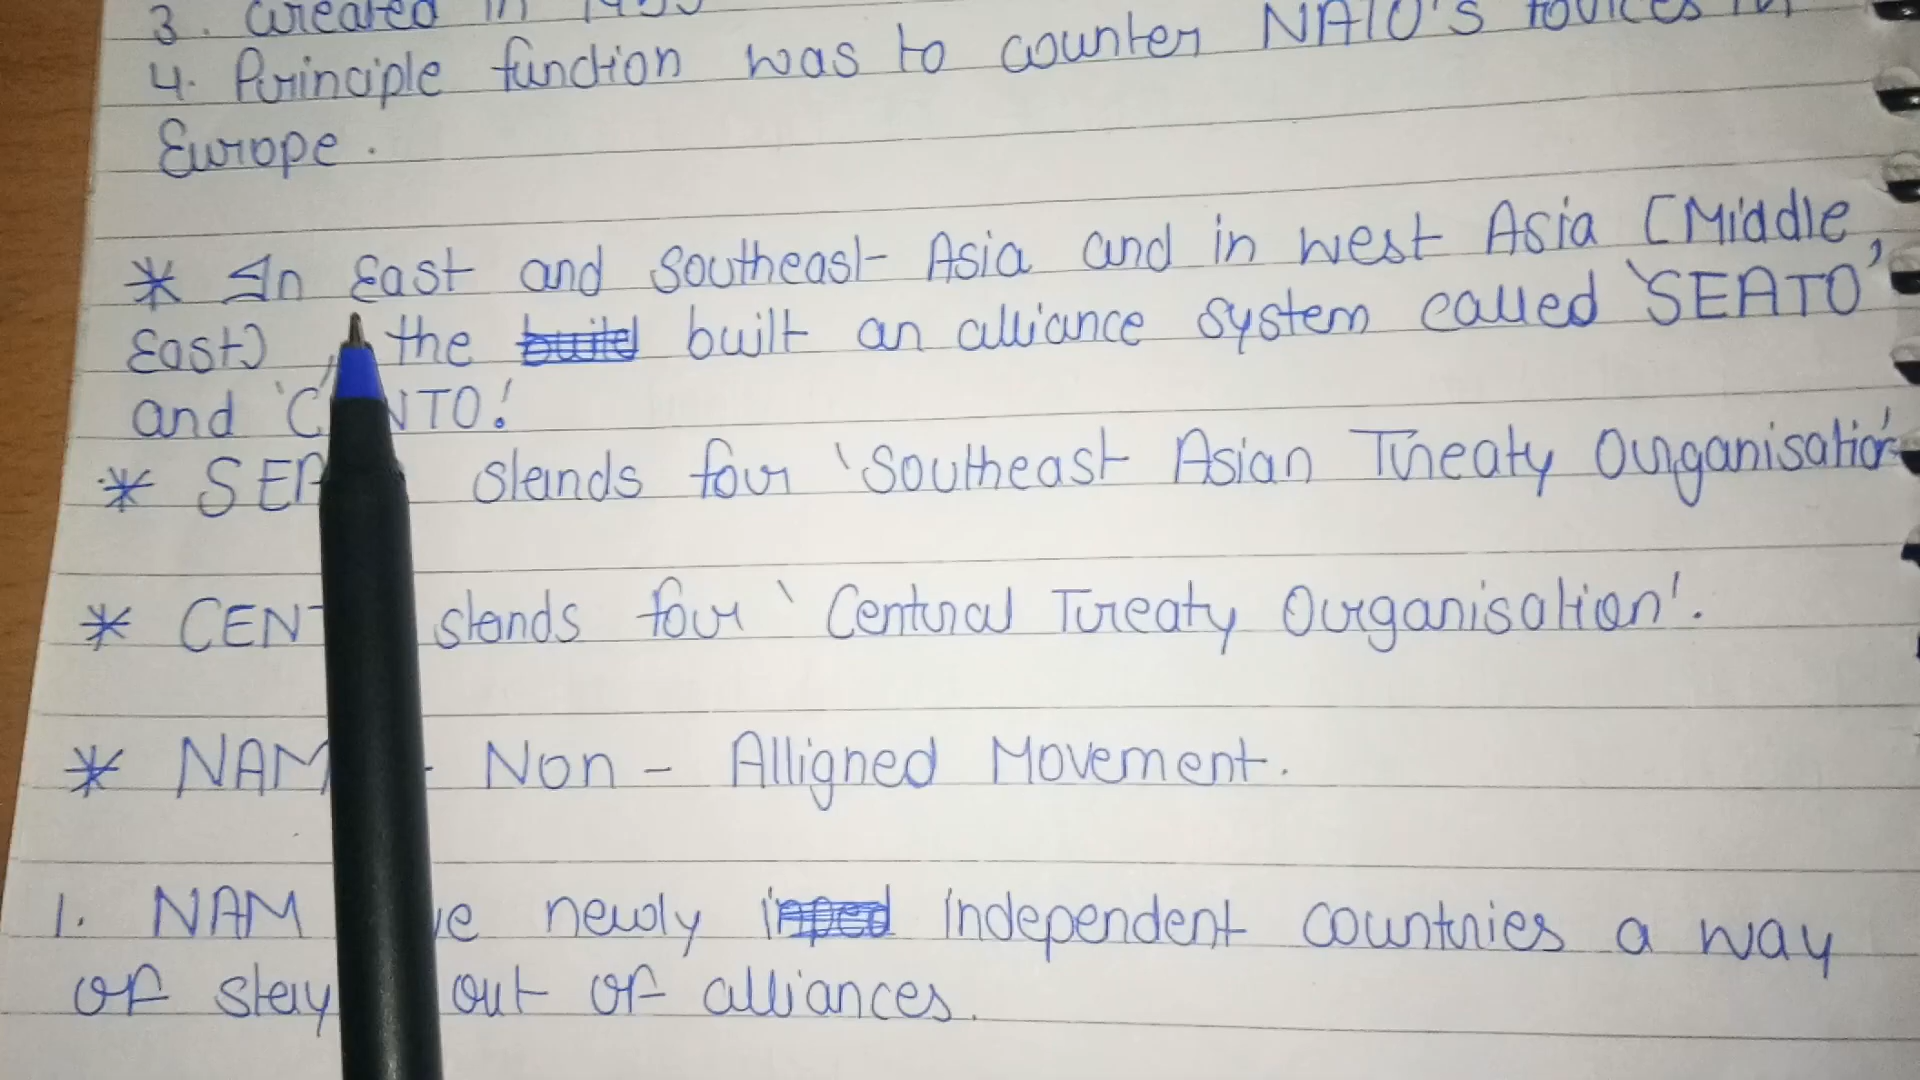 3. Created in
4. Principle function was to counter NATO's forces in
Europe.
* In East and Southeast Asia and in West Asia [Middle
East], the built an alliance system called 'SEATO'
and 'C NTO'.
* SEA stands for 'Southeast Asian Treaty Organisation'
* CENT stands for 'Central Treaty Organisation'.
* NAM - Non - Alligned Movement.
1. NAM newly independent countries a way
of stay out of alliances.